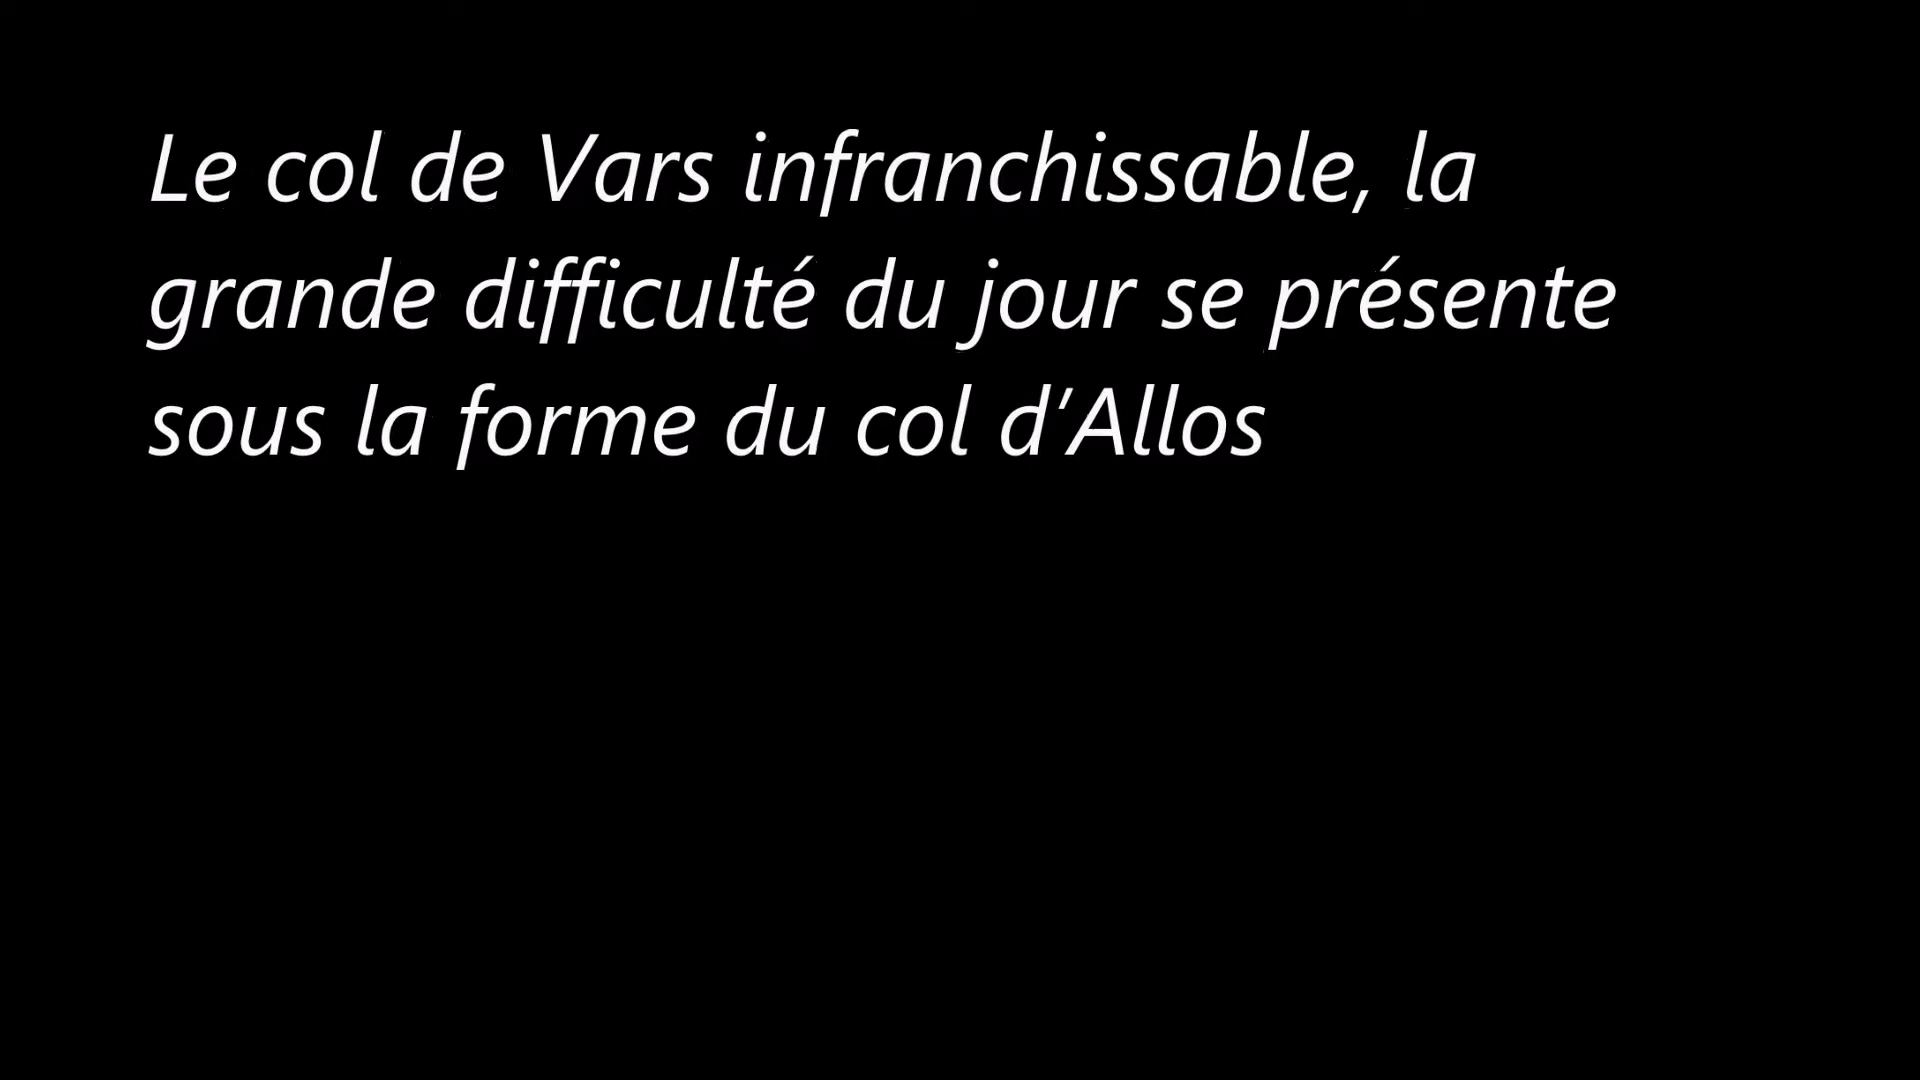 Le col de Vars infranchissable, la
grande difficulté du jour se présente
sous la forme du col d'Allos